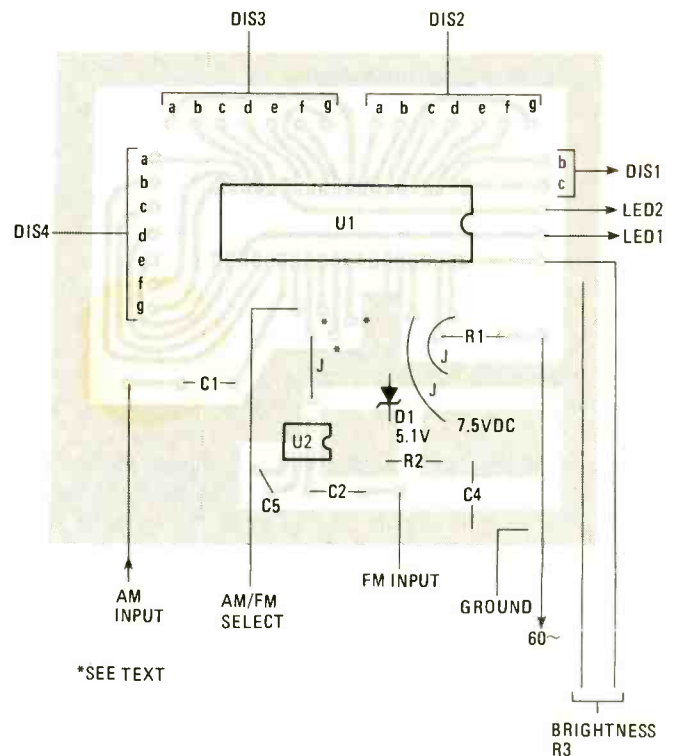 DIS3 DIS2
a b c d e f g a b c d e f g
a
b
c
d
e
f
g
DIS4
b
c
DIS1
LED2
LED1
U1
* *
*
J
R1
J
J
C1
D1
5.1V
7.5VDC
U2
R2
C5
C2
C4
AM
INPUT
AM/FM
SELECT
FM INPUT
GROUND
60~
*SEE TEXT
BRIGHTNESS
R3